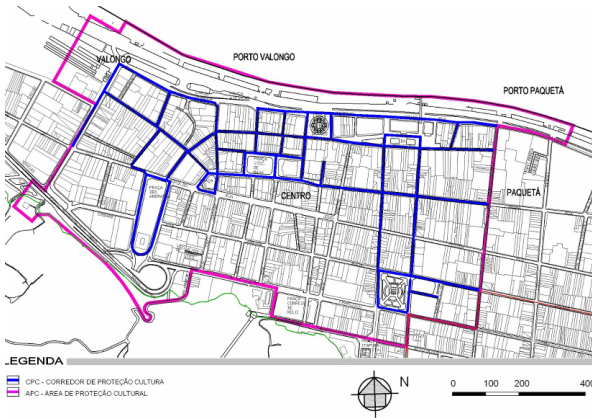 PORTO VALONGO
VALONGO
PORTO PAQUETÁ
PAQUETÁ
CENTRO
LEGENDA
CPC - CORREDOR DE PROTEÇÃO CULTURA
APC - ÁREA DE PROTEÇÃO CULTURAL
N
0 100 200 400